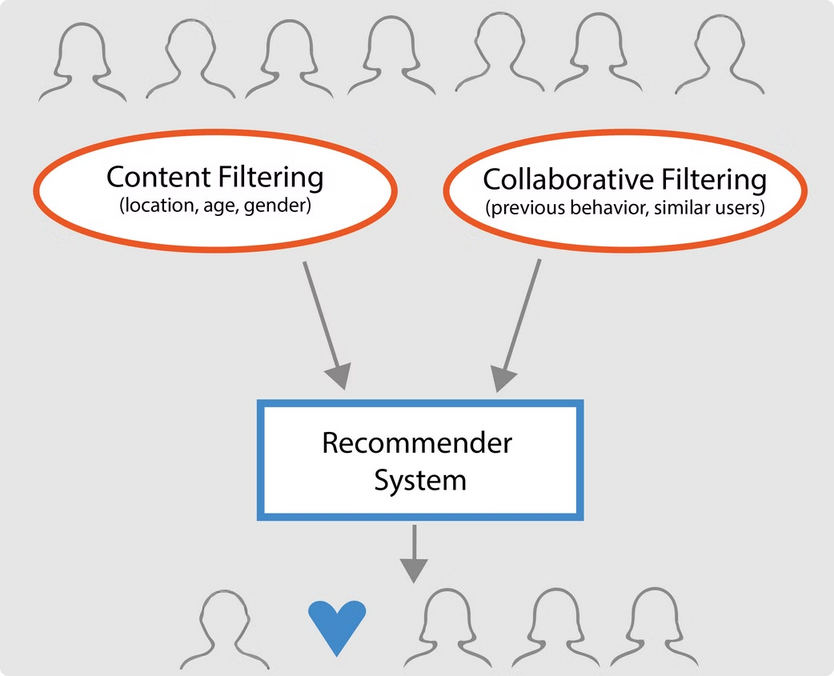 Content Filtering
(location, age, gender)
Collaborative Filtering
(previous behavior, similar users)
Recommender
System